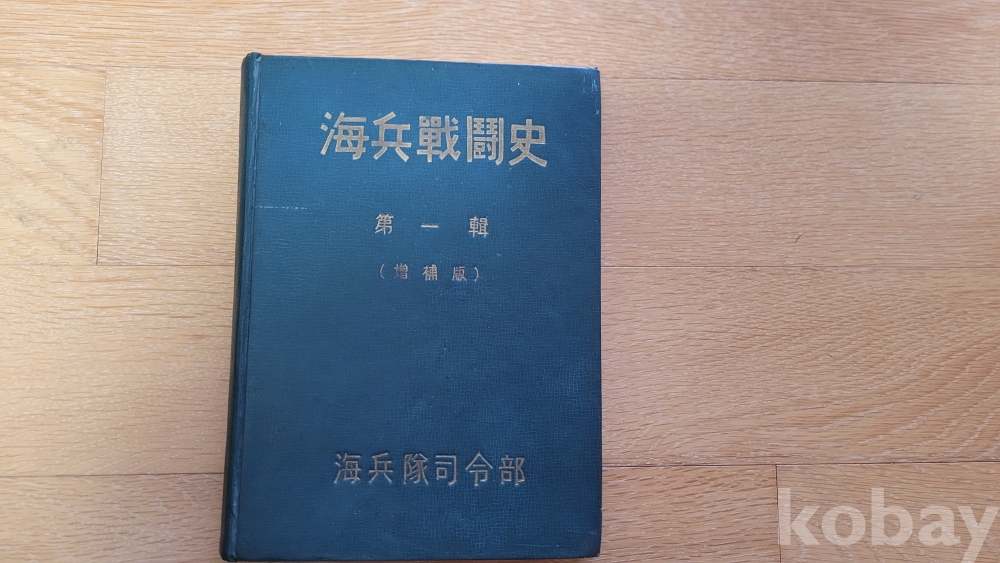 海兵戰鬪史
第一輯
(增補版)
海兵隊司令部
kobay